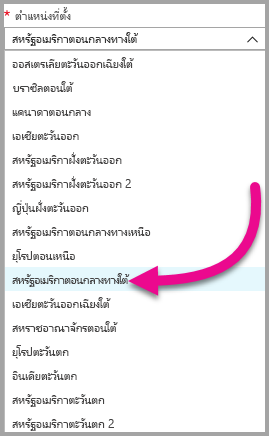 * ตำแหน่งที่ตั้ง
สหรัฐอเมริกาตอนกลางทางใต้
ออสเตรเลียตะวันออกเฉียงใต้
บราซิลตอนใต้
แคนาดาตอนกลาง
เอเชียตะวันออก
สหรัฐอเมริกาฝั่งตะวันออก
สหรัฐอเมริกาฝั่งตะวันออก 2
ญี่ปุ่นฝั่งตะวันออก
สหรัฐอเมริกาตอนกลางทางเหนือ
ยุโรปตอนเหนือ
สหรัฐอเมริกาตอนกลางทางใต้
เอเชียตะวันออกเฉียงใต้
สหราชอาณาจักรตอนใต้
ยุโรปตะวันตก
อินเดียตะวันตก
สหรัฐอเมริกาตะวันตก
สหรัฐอเมริกาตะวันตก 2